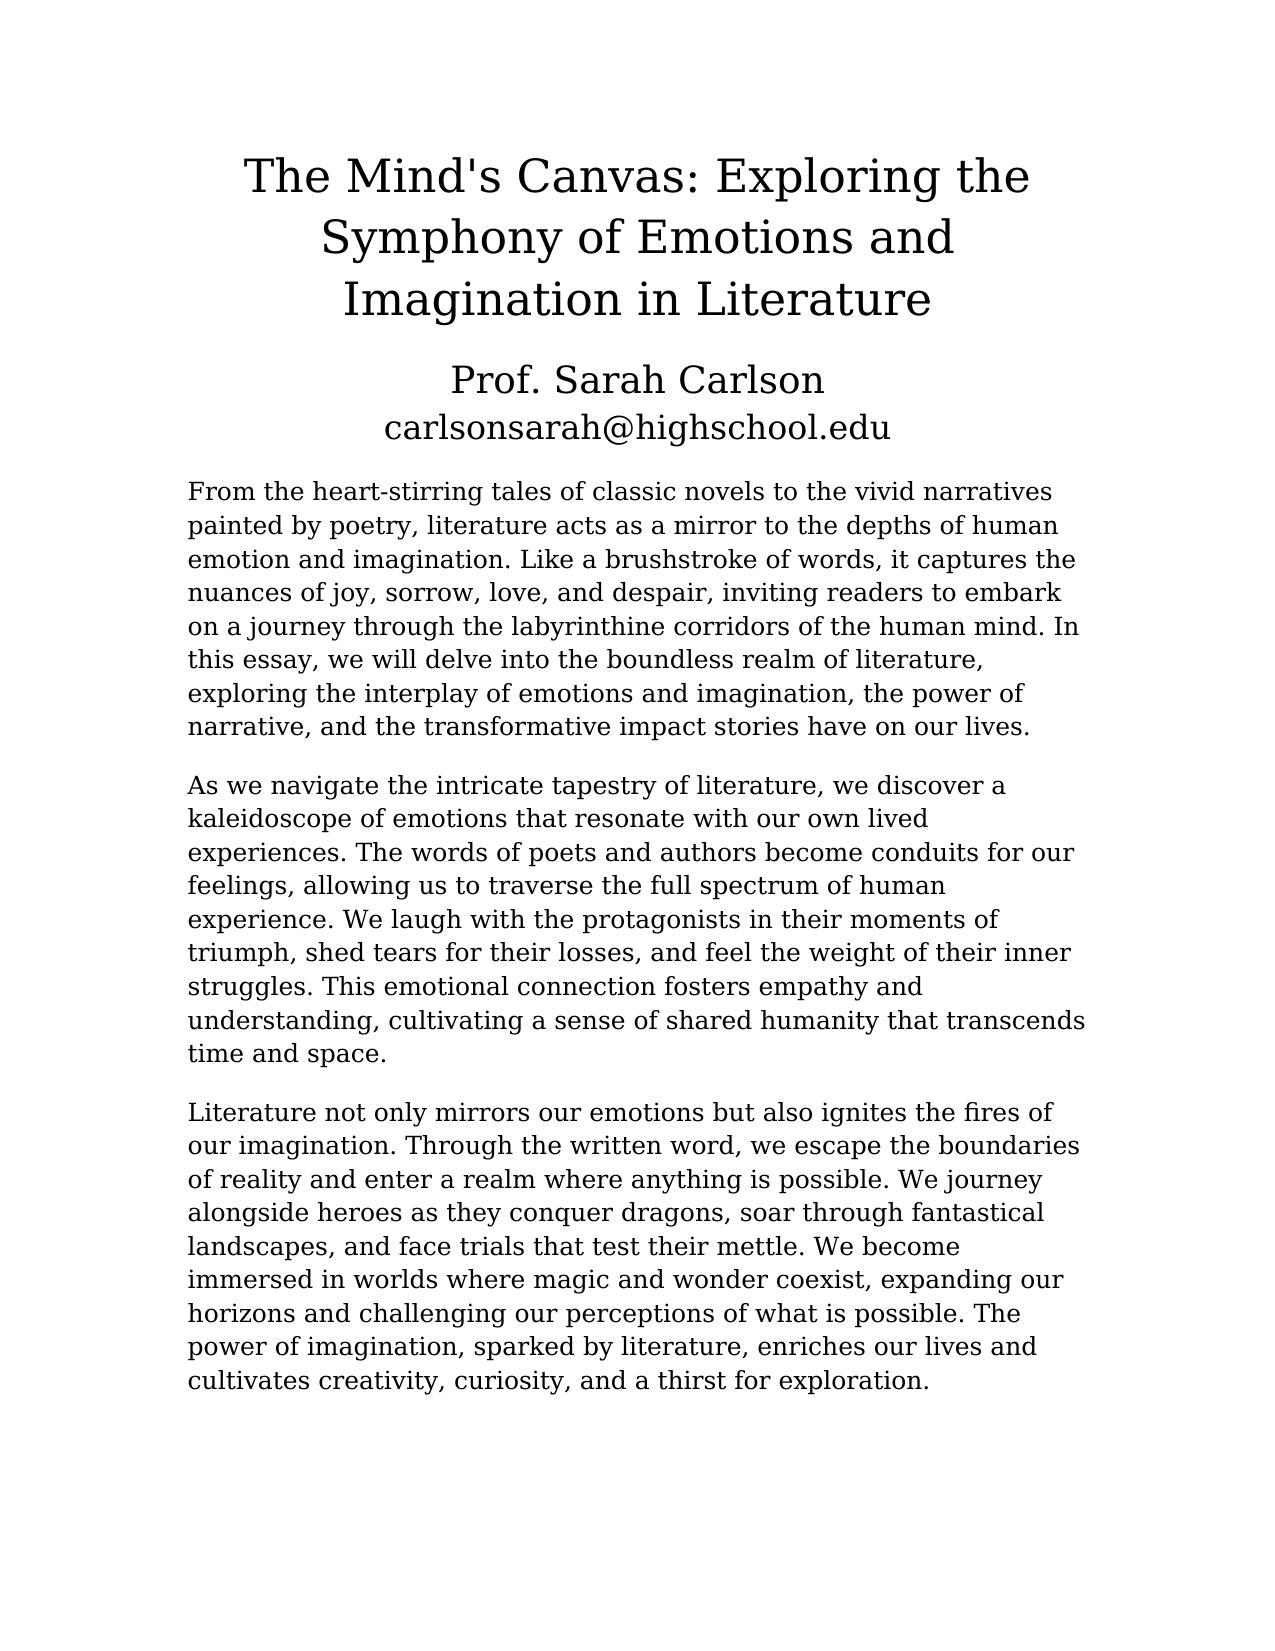 The Mind's Canvas: Exploring the
Symphony of Emotions and
Imagination in Literature
Prof. Sarah Carlson
carlsonsarah@highschool.edu
From the heart-stirring tales of classic novels to the vivid narratives
painted by poetry, literature acts as a mirror to the depths of human
emotion and imagination. Like a brushstroke of words, it captures the
nuances of joy, sorrow, love, and despair, inviting readers to embark
on a journey through the labyrinthine corridors of the human mind. In
this essay, we will delve into the boundless realm of literature,
exploring the interplay of emotions and imagination, the power of
narrative, and the transformative impact stories have on our lives.
As we navigate the intricate tapestry of literature, we discover a
kaleidoscope of emotions that resonate with our own lived
experiences. The words of poets and authors become conduits for our
feelings, allowing us to traverse the full spectrum of human
experience. We laugh with the protagonists in their moments of
triumph, shed tears for their losses, and feel the weight of their inner
struggles. This emotional connection fosters empathy and
understanding, cultivating a sense of shared humanity that transcends
time and space.
Literature not only mirrors our emotions but also ignites the fires of
our imagination. Through the written word, we escape the boundaries
of reality and enter a realm where anything is possible. We journey
alongside heroes as they conquer dragons, soar through fantastical
landscapes, and face trials that test their mettle. We become
immersed in worlds where magic and wonder coexist, expanding our
horizons and challenging our perceptions of what is possible. The
power of imagination, sparked by literature, enriches our lives and
cultivates creativity, curiosity, and a thirst for exploration.